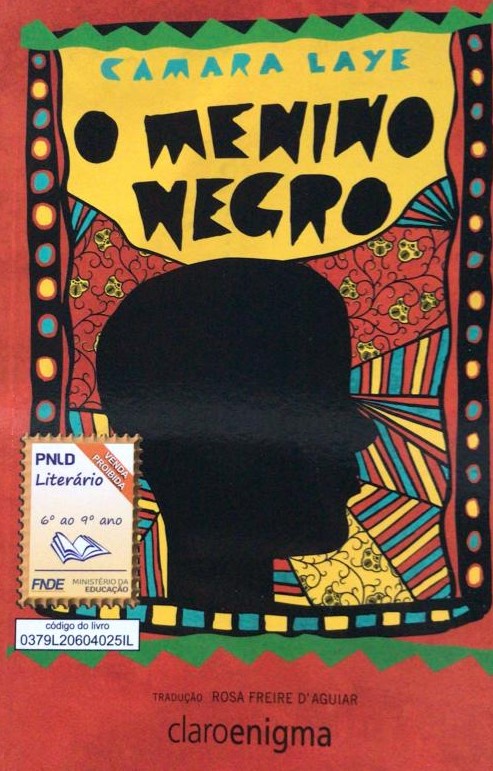 CAMARA LAYE
O MENINO
NEGRO
PNLD
Literário
VENDA
PROIBIDA
6º ao 9º ano
FNDE MINISTÉRIO DA
EDUCAÇÃO
código do livro
0379L20604025IL
TRADUÇÃO ROSA FREIRE D'AGUIAR
claroenigma